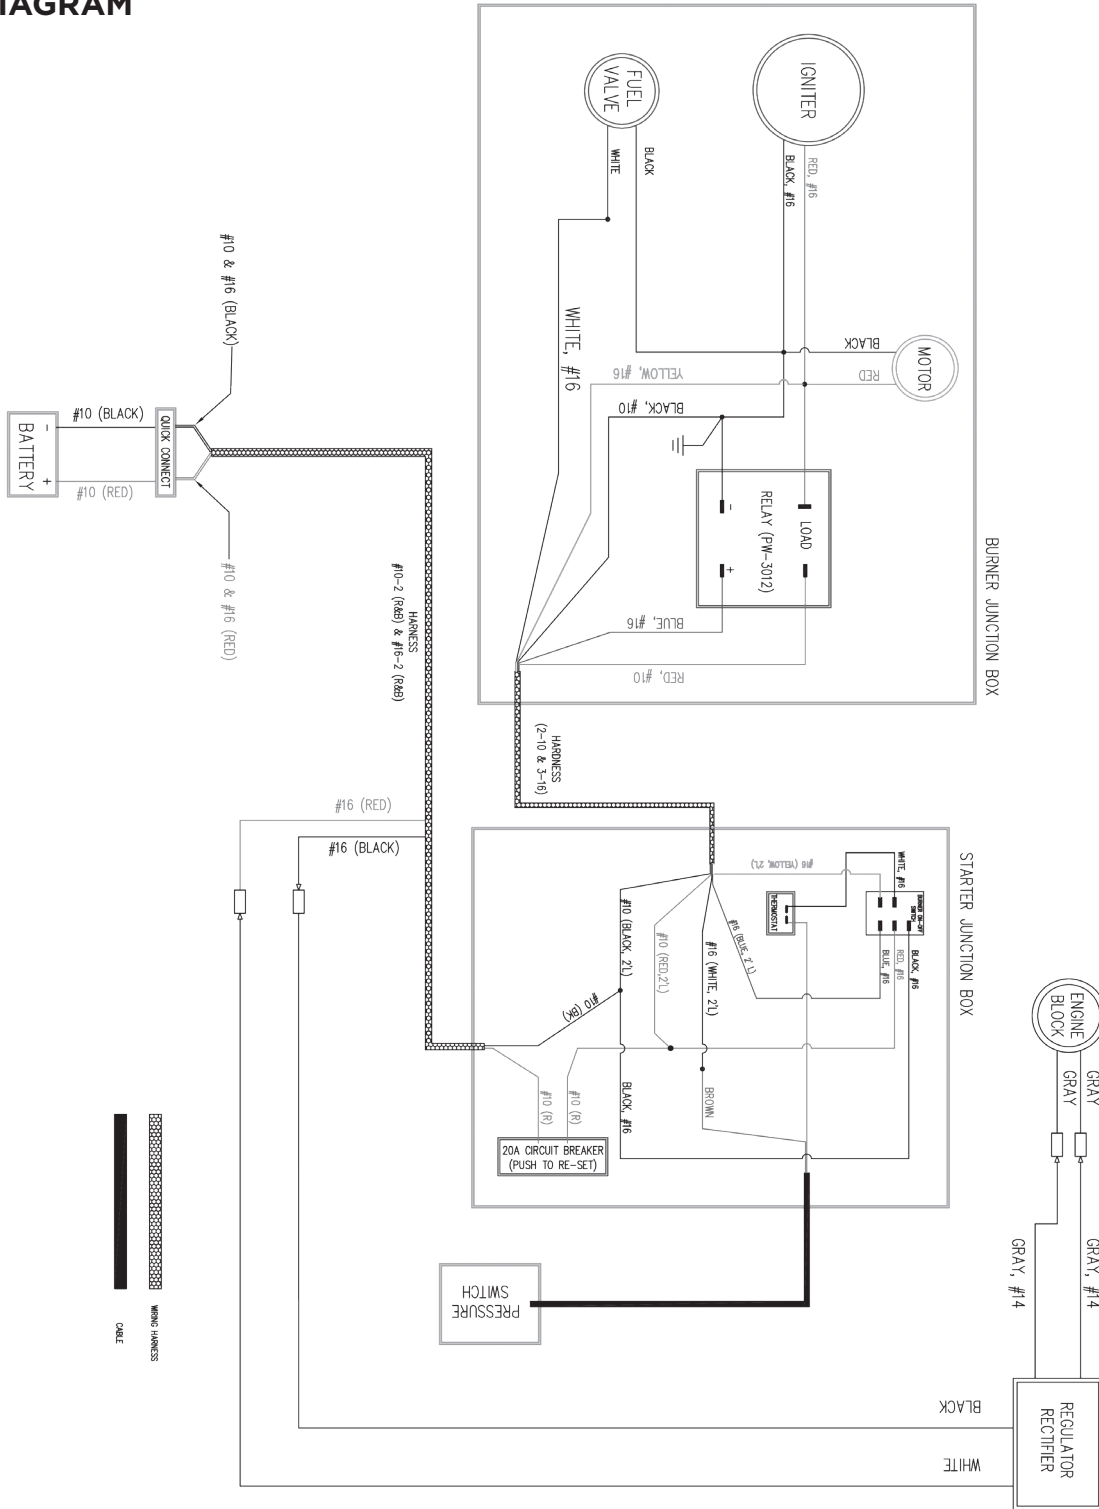 IAGRAM
FUEL
VALVE
IGNITER
BLACK
WHITE
RED, #16
BLACK, #16
MOTOR
BLACK
RED
WHITE, #16
YELLOW, #16
BLACK, #10
RELAY (PW-3012)
LOAD
-
+
BLUE, #16
RED, #10
BURNER JUNCTION BOX
#10 & #16 (BLACK)
#10 (BLACK)
#10 (RED)
QUICK CONNECT
BATTERY
-
+
#10 & #16 (RED)
HARNESS
#10-2 (R&B) & #16-2 (R&B)
HARDNESS
(2-10 & 3-16)
#16 (RED)
#16 (BLACK)
STARTER JUNCTION BOX
#16 (YELLOW, 2'L)
WHITE, #16
THERMOSTAT
BURNER ON-OFF
SWITCH
BLACK, #16
RED, #16
BLUE, #16
#10 (BLACK, 2'L)
#10 (RED,2'L)
#16 (WHITE, 2'L)
#16 (BLUE, 2' L)
#10 (BK)
#10 (R)
#10 (R)
BLACK, #16
BROWN
20A CIRCUIT BREAKER
(PUSH TO RE-SET)
PRESSURE
SWITCH
ENGINE
BLOCK
GRAY
GRAY
GRAY, #14
GRAY, #14
REGULATOR
RECTIFIER
BLACK
WHITE
WIRING HARNESS
CABLE